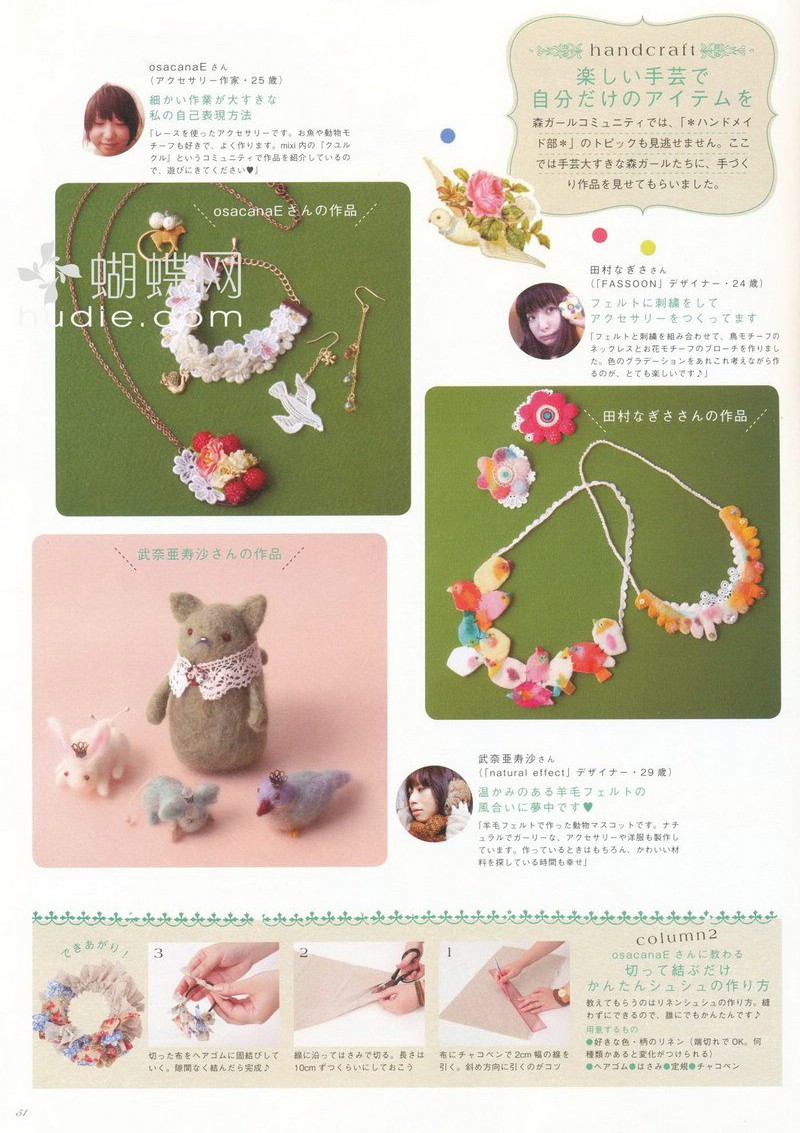 handcraft
楽しい手芸で
自分だけのアイテムを
森ガールコミュニティでは、「＊ハンドメイ
ド部＊」のトピックも見逃せません。ここ
では手芸大すきな森ガールたちに、手づく
り作品を見せてもらいました。
osacanaEさん
（アクセサリー作家・25歳）
細かい作業が大すきな
私の自己表現方法
「レースを使ったアクセサリーです。お魚や動物モ
チーフも好きで、よく作ります。mixi内の『クユル
クル』というコミュニティで作品を紹介しているの
で、遊びにきてください♥」
osacanaEさんの作品
蝴蝶网
hudie.com
田村なぎささん
（「FASSOON」デザイナー・24歳）
フェルトに刺繍をして
アクセサリーをつくってます
「フェルトと刺繍を組み合わせて、鳥モチーフの
ネックレスとお花モチーフのブローチを作りまし
た。色のグラデーションをあれこれ考えながら作
るのが、とても楽しいです♪」
田村なぎささんの作品
武奈亜寿沙さんの作品
武奈亜寿沙さん
（「natural effect」デザイナー・29歳）
温かみのある羊毛フェルトの
風合いに夢中です♥
「羊毛フェルトで作った動物マスコットです。ナチ
ュラルでガーリーな、アクセサリーや洋服も製作し
ています。作っているときはもちろん、かわいい材
料を探している時間も幸せ」
column2
osacanaEさんに教わる
切って結ぶだけ
かんたんシュシュの作り方
教えてもらうのはリネンシュシュの作り方。縫
わずにできるので、誰にでもかんたんです♪
用意するもの
●好きな色・柄のリネン（端切れでOK。何
種類かあると変化がつけられる）
●ヘアゴム●はさみ●定規●チャコペン
1
布にチャコペンで2cm幅の線を
引く。斜め方向に引くのがコツ
2
線に沿ってはさみで切る。長さは
10cmずつくらいにしておこう
3
切った布をヘアゴムに固結びして
いく。隙間なく結んだら完成♪
できあがり！
51